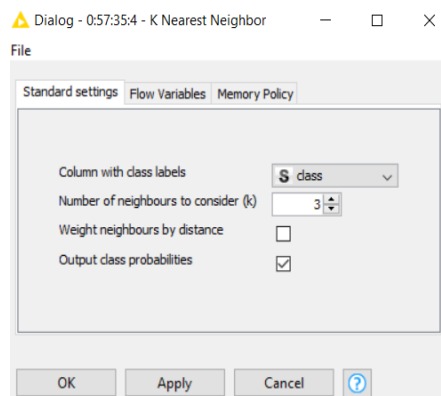 Dialog - 0:57:35:4 - K Nearest Neighbor
File
Standard settings Flow Variables Memory Policy
Column with class labels S class
Number of neighbours to consider (k) 3
Weight neighbours by distance
Output class probabilities
OK Apply Cancel ?